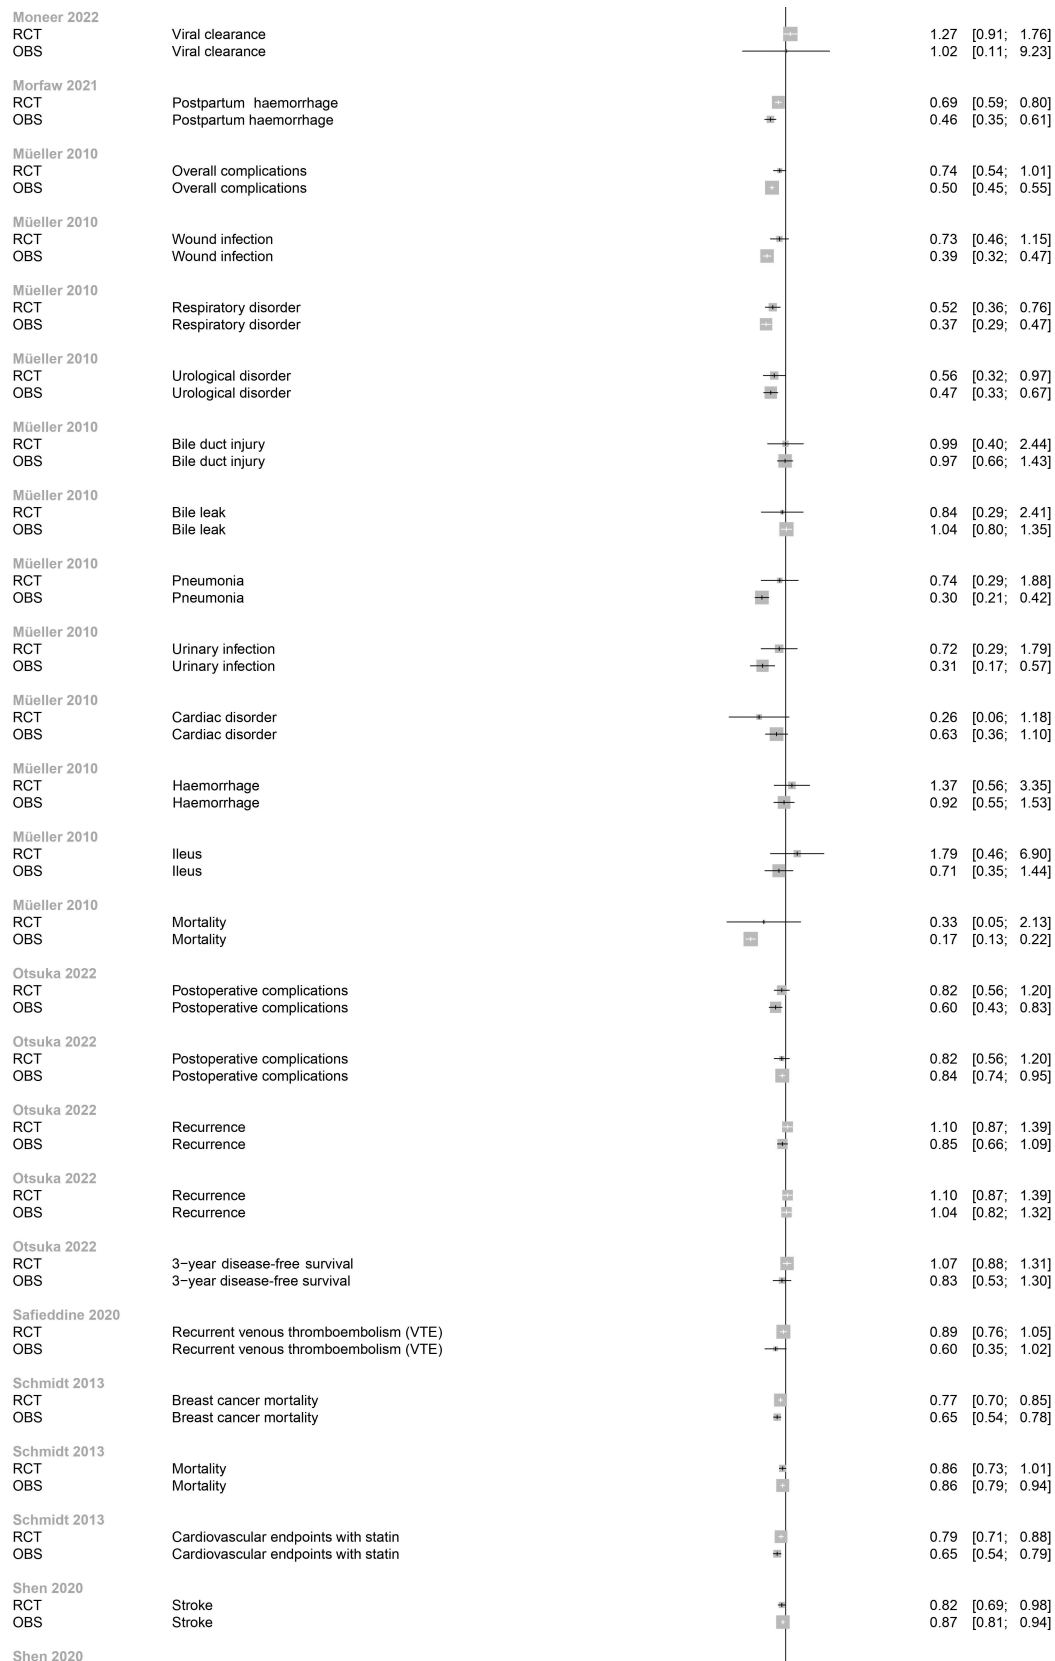 Moneer 2022
RCT Viral clearance 1.27 [0.91; 1.76]
OBS Viral clearance 1.02 [0.11; 9.23]
Morfaw 2021
RCT Postpartum haemorrhage 0.69 [0.59; 0.80]
OBS Postpartum haemorrhage 0.46 [0.35; 0.61]
Müeller 2010
RCT Overall complications 0.74 [0.54; 1.01]
OBS Overall complications 0.50 [0.45; 0.55]
Müeller 2010
RCT Wound infection 0.73 [0.46; 1.15]
OBS Wound infection 0.39 [0.32; 0.47]
Müeller 2010
RCT Respiratory disorder 0.52 [0.36; 0.76]
OBS Respiratory disorder 0.37 [0.29; 0.47]
Müeller 2010
RCT Urological disorder 0.56 [0.32; 0.97]
OBS Urological disorder 0.47 [0.33; 0.67]
Müeller 2010
RCT Bile duct injury 0.99 [0.40; 2.44]
OBS Bile duct injury 0.97 [0.66; 1.43]
Müeller 2010
RCT Bile leak 0.84 [0.29; 2.41]
OBS Bile leak 1.04 [0.80; 1.35]
Müeller 2010
RCT Pneumonia 0.74 [0.29; 1.88]
OBS Pneumonia 0.30 [0.21; 0.42]
Müeller 2010
RCT Urinary infection 0.72 [0.29; 1.79]
OBS Urinary infection 0.31 [0.17; 0.57]
Müeller 2010
RCT Cardiac disorder 0.26 [0.06; 1.18]
OBS Cardiac disorder 0.63 [0.36; 1.10]
Müeller 2010
RCT Haemorrhage 1.37 [0.56; 3.35]
OBS Haemorrhage 0.92 [0.55; 1.53]
Müeller 2010
RCT Ileus 1.79 [0.46; 6.90]
OBS Ileus 0.71 [0.35; 1.44]
Müeller 2010
RCT Mortality 0.33 [0.05; 2.13]
OBS Mortality 0.17 [0.13; 0.22]
Otsuka 2022
RCT Postoperative complications 0.82 [0.56; 1.20]
OBS Postoperative complications 0.60 [0.43; 0.83]
Otsuka 2022
RCT Postoperative complications 0.82 [0.56; 1.20]
OBS Postoperative complications 0.84 [0.74; 0.95]
Otsuka 2022
RCT Recurrence 1.10 [0.87; 1.39]
OBS Recurrence 0.85 [0.66; 1.09]
Otsuka 2022
RCT Recurrence 1.10 [0.87; 1.39]
OBS Recurrence 1.04 [0.82; 1.32]
Otsuka 2022
RCT 3−year disease-free survival 1.07 [0.88; 1.31]
OBS 3−year disease-free survival 0.83 [0.53; 1.30]
Safieddine 2020
RCT Recurrent venous thromboembolism (VTE) 0.89 [0.76; 1.05]
OBS Recurrent venous thromboembolism (VTE) 0.60 [0.35; 1.02]
Schmidt 2013
RCT Breast cancer mortality 0.77 [0.70; 0.85]
OBS Breast cancer mortality 0.65 [0.54; 0.78]
Schmidt 2013
RCT Mortality 0.86 [0.73; 1.01]
OBS Mortality 0.86 [0.79; 0.94]
Schmidt 2013
RCT Cardiovascular endpoints with statin 0.79 [0.71; 0.88]
OBS Cardiovascular endpoints with statin 0.65 [0.54; 0.79]
Shen 2020
RCT Stroke 0.82 [0.69; 0.98]
OBS Stroke 0.87 [0.81; 0.94]
Shen 2020